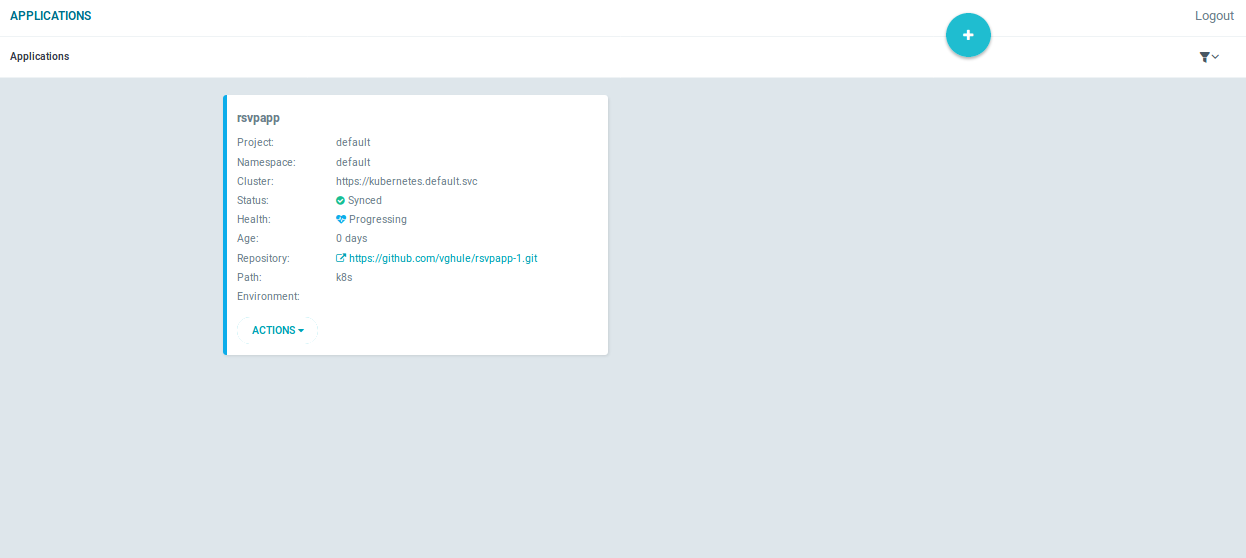 APPLICATIONS
Logout
Applications
rsvpapp
Project: default
Namespace: default
Cluster: https://kubernetes.default.svc
Status: Synced
Health: Progressing
Age: 0 days
Repository: https://github.com/vghule/rsvpapp-1.git
Path: k8s
Environment:
ACTIONS